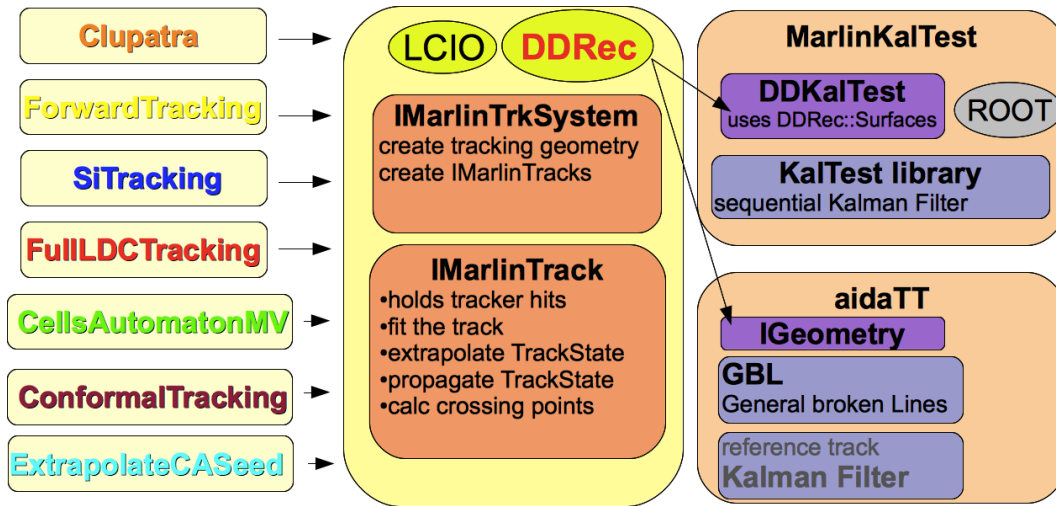 Clupatra
ForwardTracking
SiTracking
FullLDCTracking
CellsAutomatonMV
ConformalTracking
ExtrapolateCASeed
LCIO
DDRec
IMarlinTrkSystem
create tracking geometry
create IMarlinTracks
IMarlinTrack
•holds tracker hits
•fit the track
•extrapolate TrackState
•propagate TrackState
•calc crossing points
MarlinKalTest
DDKalTest
uses DDRec::Surfaces
ROOT
KalTest library
sequential Kalman Filter
aidaTT
IGeometry
GBL
General broken Lines
reference track
Kalman Filter